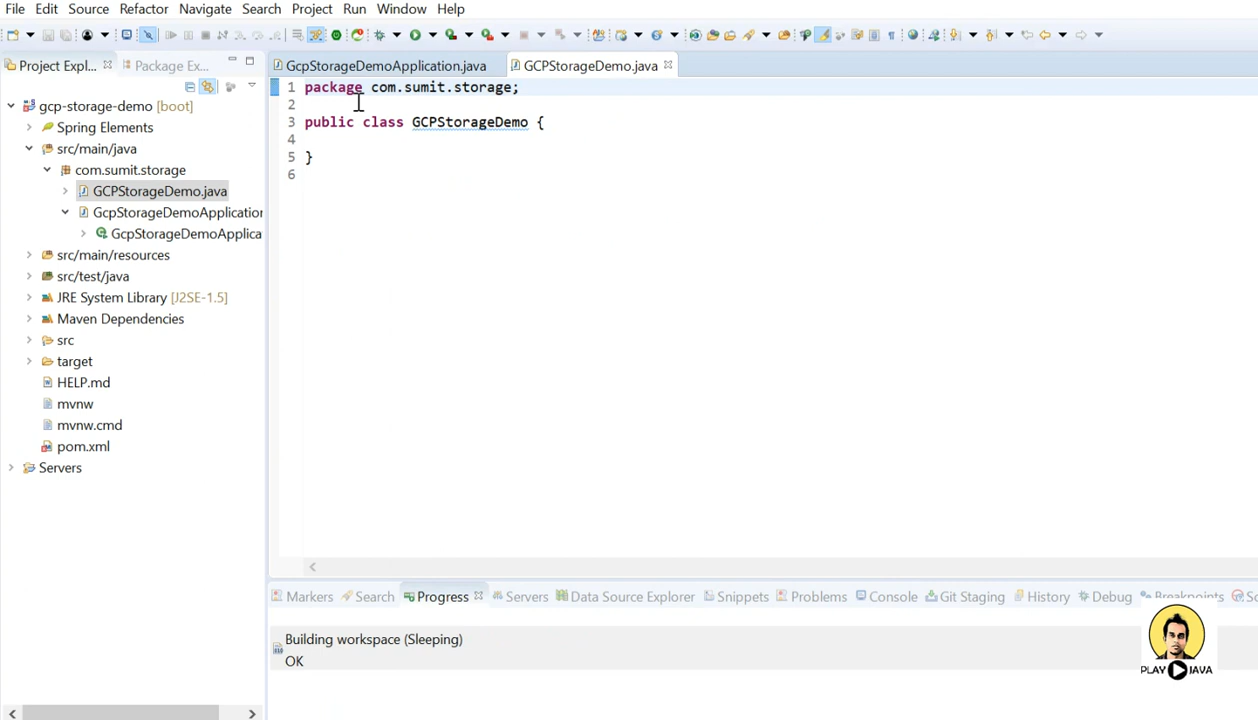 File Edit Source Refactor Navigate Search Project Run Window Help
Project Expl... Package Ex...
GcpStorageDemoApplication.java GCPStorageDemo.java
gcp-storage-demo [boot]
Spring Elements
src/main/java
com.sumit.storage
GCPStorageDemo.java
GcpStorageDemoApplication
GcpStorageDemoApplica
src/main/resources
src/test/java
JRE System Library [J2SE-1.5]
Maven Dependencies
src
target
HELP.md
mvnw
mvnw.cmd
pom.xml
Servers
1 package com.sumit.storage;
2
3 public class GCPStorageDemo {
4
5 }
6
Markers Search Progress Servers Data Source Explorer Snippets Problems Console Git Staging History Debug Breakpoints
Building workspace (Sleeping)
OK
PLAY JAVA